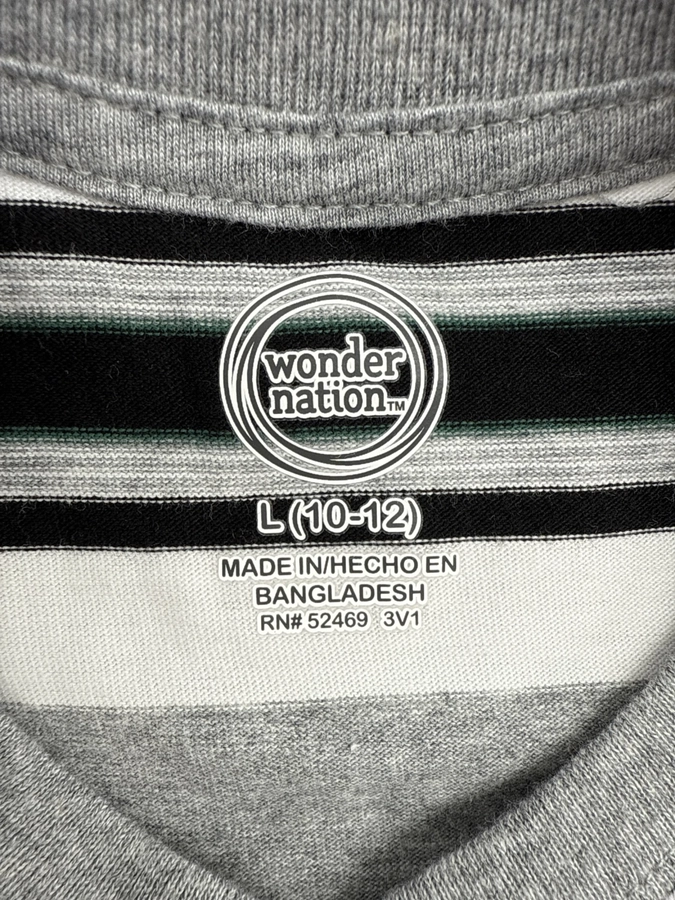 wonder
nation™
L (10-12)
MADE IN/HECHO EN
BANGLADESH
RN# 52469 3V1